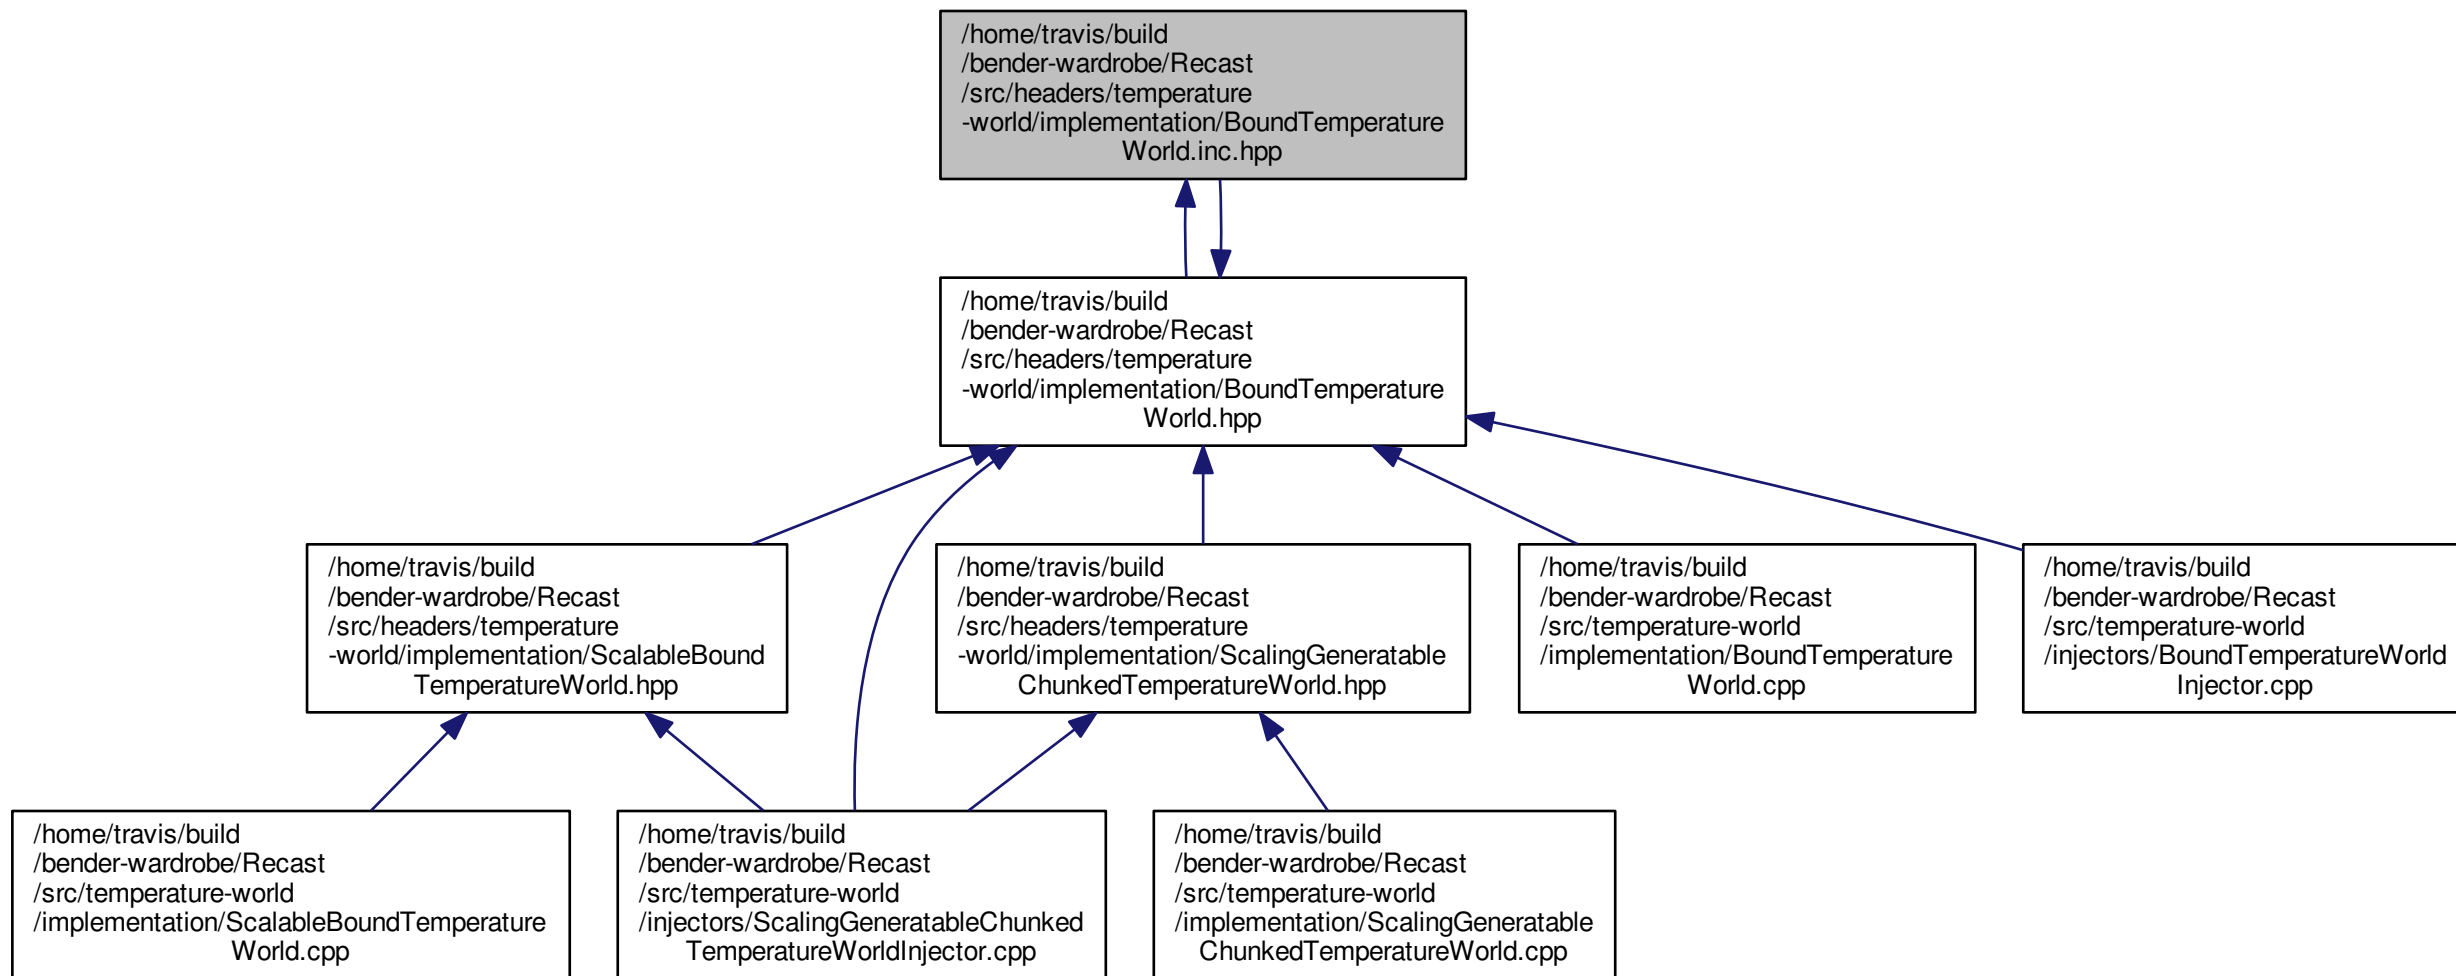 /home/travis/build
/bender-wardrobe/Recast
/src/headers/temperature
-world/implementation/BoundTemperature
World.inc.hpp
/home/travis/build
/bender-wardrobe/Recast
/src/headers/temperature
-world/implementation/BoundTemperature
World.hpp
/home/travis/build
/bender-wardrobe/Recast
/src/headers/temperature
-world/implementation/ScalableBound
TemperatureWorld.hpp
/home/travis/build
/bender-wardrobe/Recast
/src/headers/temperature
-world/implementation/ScalingGeneratable
ChunkedTemperatureWorld.hpp
/home/travis/build
/bender-wardrobe/Recast
/src/temperature-world
/implementation/BoundTemperature
World.cpp
/home/travis/build
/bender-wardrobe/Recast
/src/temperature-world
/injectors/BoundTemperatureWorld
Injector.cpp
/home/travis/build
/bender-wardrobe/Recast
/src/temperature-world
/implementation/ScalableBoundTemperature
World.cpp
/home/travis/build
/bender-wardrobe/Recast
/src/temperature-world
/injectors/ScalingGeneratableChunked
TemperatureWorldInjector.cpp
/home/travis/build
/bender-wardrobe/Recast
/src/temperature-world
/implementation/ScalingGeneratable
ChunkedTemperatureWorld.cpp